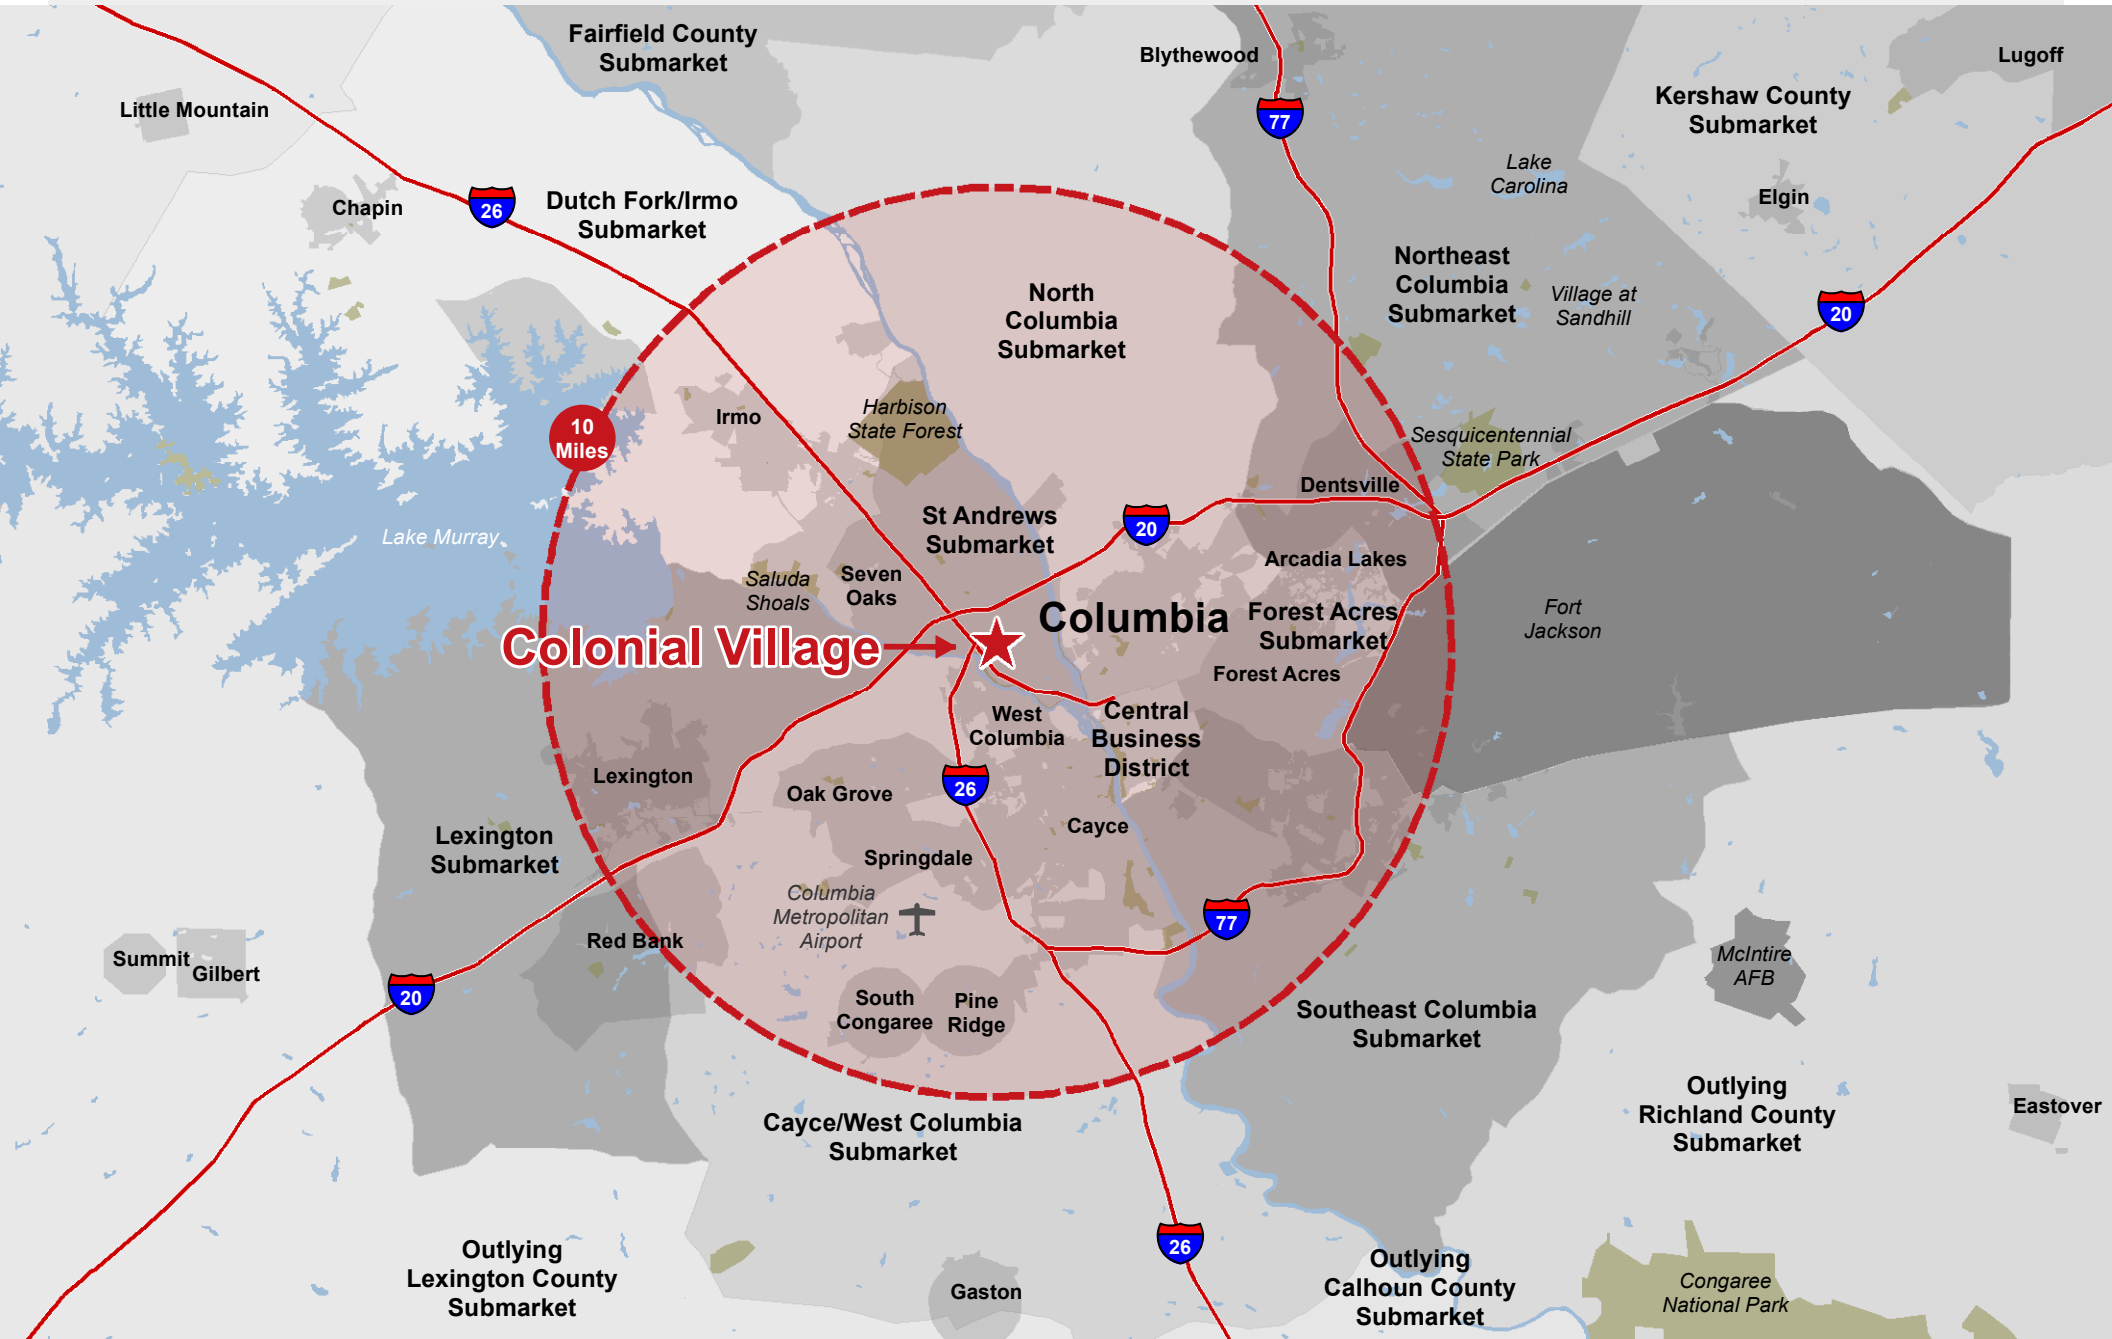 Fairfield County
Submarket
Blythewood
Lugoff
77
Kershaw County
Submarket
Little Mountain
Lake
Carolina
Elgin
Chapin
26
Dutch Fork/Irmo
Submarket
Northeast
Columbia
Submarket
Village at
Sandhill
20
North
Columbia
Submarket
10
Miles
Irmo
Harbison
State Forest
Sesquicentennial
State Park
Dentsville
St Andrews
Submarket
20
Lake Murray
Arcadia Lakes
Saluda
Shoals
Seven
Oaks
Columbia
Forest Acres
Submarket
Fort
Jackson
Colonial Village
Forest Acres
West
Columbia
Central
Business
District
Lexington
26
Oak Grove
Cayce
Lexington
Submarket
Springdale
Columbia
Metropolitan
Airport
77
Red Bank
Summit
Gilbert
20
McIntire
AFB
South
Congaree
Pine
Ridge
Southeast Columbia
Submarket
Outlying
Richland County
Submarket
Eastover
Cayce/West Columbia
Submarket
26
Outlying
Lexington County
Submarket
Gaston
Outlying
Calhoun County
Submarket
Congaree
National Park